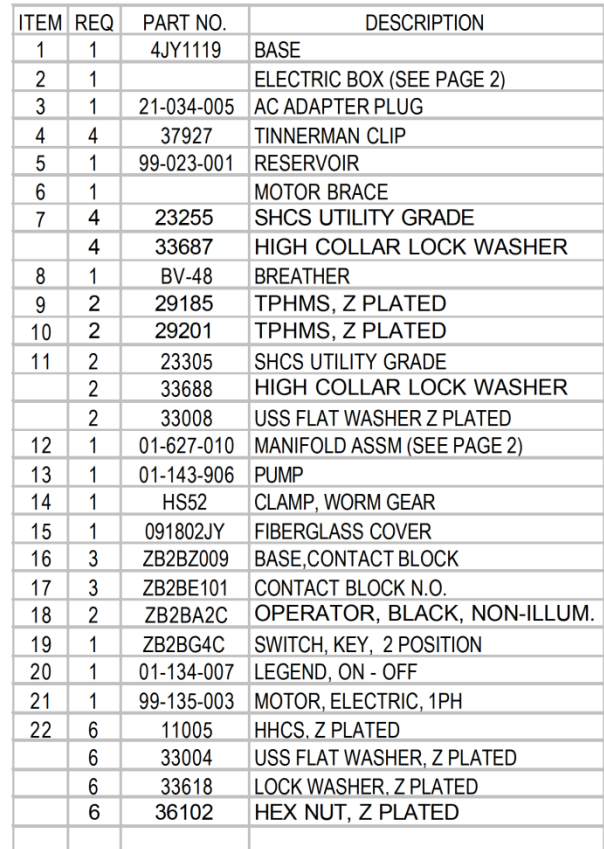 ITEM REQ PART NO. DESCRIPTION
1 1 4JY1119 BASE
2 1 ELECTRIC BOX (SEE PAGE 2)
3 1 21-034-005 AC ADAPTER PLUG
4 4 37927 TINNERMAN CLIP
5 1 99-023-001 RESERVOIR
6 1 MOTOR BRACE
7 4 23255 SHCS UTILITY GRADE
4 33687 HIGH COLLAR LOCK WASHER
8 1 BV-48 BREATHER
9 2 29185 TPHMS, Z PLATED
10 2 29201 TPHMS, Z PLATED
11 2 23305 SHCS UTILITY GRADE
2 33688 HIGH COLLAR LOCK WASHER
2 33008 USS FLAT WASHER Z PLATED
12 1 01-627-010 MANIFOLD ASSM (SEE PAGE 2)
13 1 01-143-906 PUMP
14 1 HS52 CLAMP, WORM GEAR
15 1 091802JY FIBERGLASS COVER
16 3 ZB2BZ009 BASE,CONTACT BLOCK
17 3 ZB2BE101 CONTACT BLOCK N.O.
18 2 ZB2BA2C OPERATOR, BLACK, NON-ILLUM.
19 1 ZB2BG4C SWITCH, KEY, 2 POSITION
20 1 01-134-007 LEGEND, ON - OFF
21 1 99-135-003 MOTOR, ELECTRIC, 1PH
22 6 11005 HHCS, Z PLATED
6 33004 USS FLAT WASHER, Z PLATED
6 33618 LOCK WASHER, Z PLATED
6 36102 HEX NUT, Z PLATED